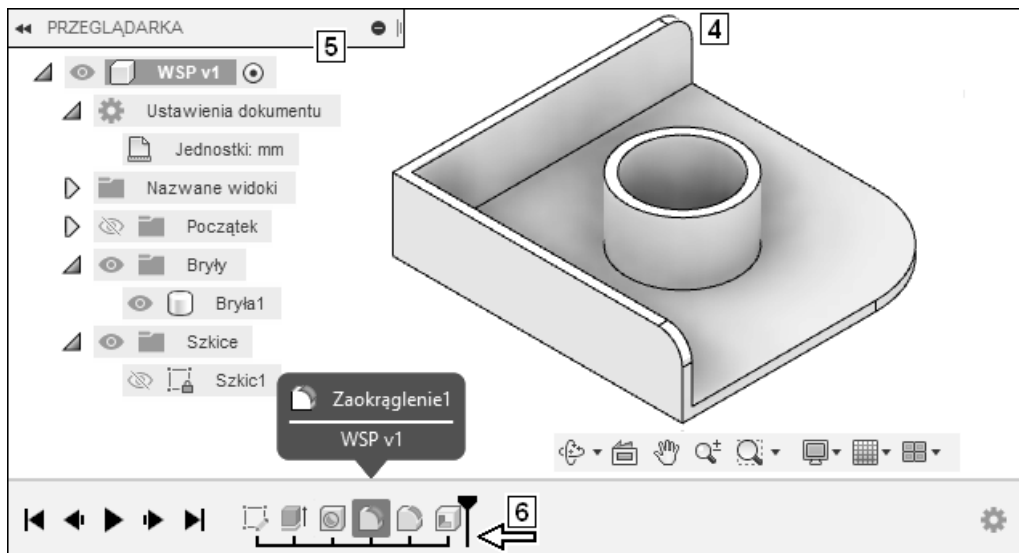 PRZEGLĄDARKA
5
4
WSP v1
Ustawienia dokumentu
Jednostki: mm
Nazwane widoki
Początek
Bryły
Bryła1
Szkice
Szkic1
Zaokrąglenie1
WSP v1
6